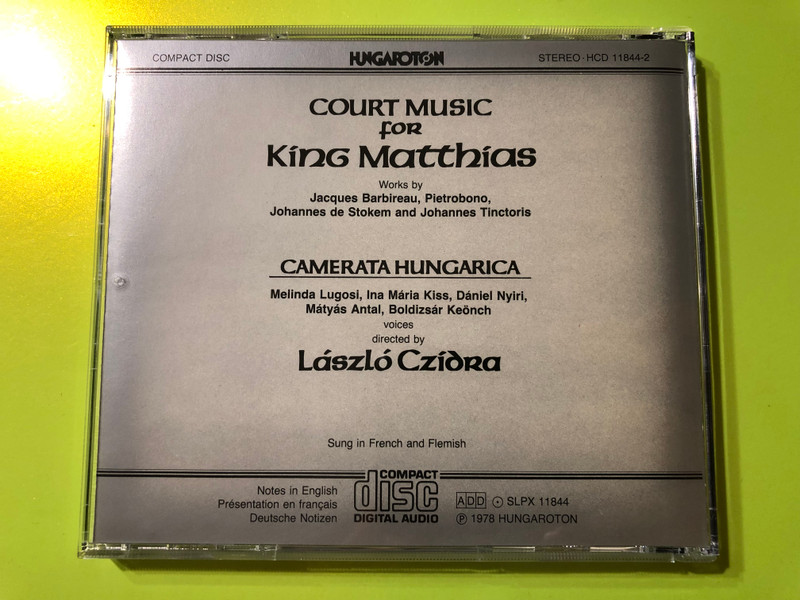 COMPACT DISC HUNGAROTON STEREO · HCD 11844-2
COURT MUSIC
for
King Matthias
Works by
Jacques Barbireau, Pietrobono,
Johannes de Stokem and Johannes Tinctoris
CAMERATA HUNGARICA
Melinda Lugosi, Ina Mária Kiss, Dániel Nyiri,
Mátyás Antal, Boldizsár Keönch
voices
directed by
László Czidra
Sung in French and Flemish
Notes in English
Présentation en français
Deutsche Notizen
COMPACT
disc
DIGITAL AUDIO
ADD SLPX 11844
℗ 1978 HUNGAROTON